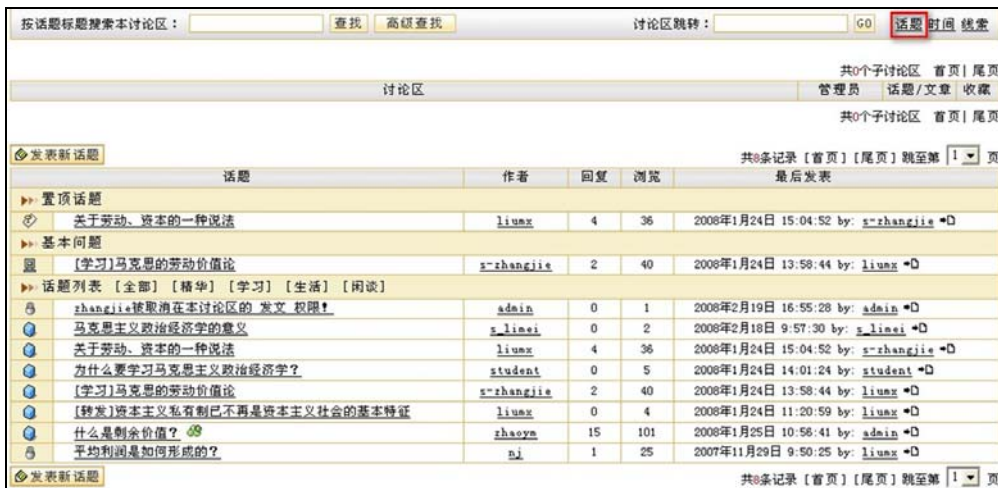 按话题标题搜索本讨论区： 查找 高级查找 讨论区跳转： GO 话题 时间 线索
共0个子讨论区 首页| 尾页
讨论区 管理员 话题/文章 收藏
共0个子讨论区 首页| 尾页
发表新话题 共8条记录 [首页] [尾页] 跳至第 1 页
话题 作者 回复 浏览 最后发表
置顶话题
关于劳动、资本的一种说法 liumx 4 36 2008年1月24日 15:04:52 by: s-zhangjie
基本问题
[学习]马克思的劳动价值论 s-zhangjie 2 40 2008年1月24日 13:58:44 by: liumx
话题列表 [全部] [精华] [学习] [生活] [闲谈]
zhangjie被取消在本讨论区的 发文 权限! admin 0 1 2008年2月19日 16:55:28 by: admin
马克思主义政治经济学的意义 s_limei 0 2 2008年2月18日 9:57:30 by: s_limei
关于劳动、资本的一种说法 liumx 4 36 2008年1月24日 15:04:52 by: s-zhangjie
为什么要学习马克思主义政治经济学? student 0 5 2008年1月24日 14:01:24 by: student
[学习]马克思的劳动价值论 s-zhangjie 2 40 2008年1月24日 13:58:44 by: liumx
[转发]资本主义私有制已不再是资本主义社会的基本特征 liumx 0 4 2008年1月24日 11:20:59 by: liumx
什么是剩余价值? zhaoym 15 101 2008年1月25日 10:56:41 by: admin
平均利润是如何形成的? nj 1 25 2007年11月29日 9:50:25 by: liumx
发表新话题 共8条记录 [首页] [尾页] 跳至第 1 页